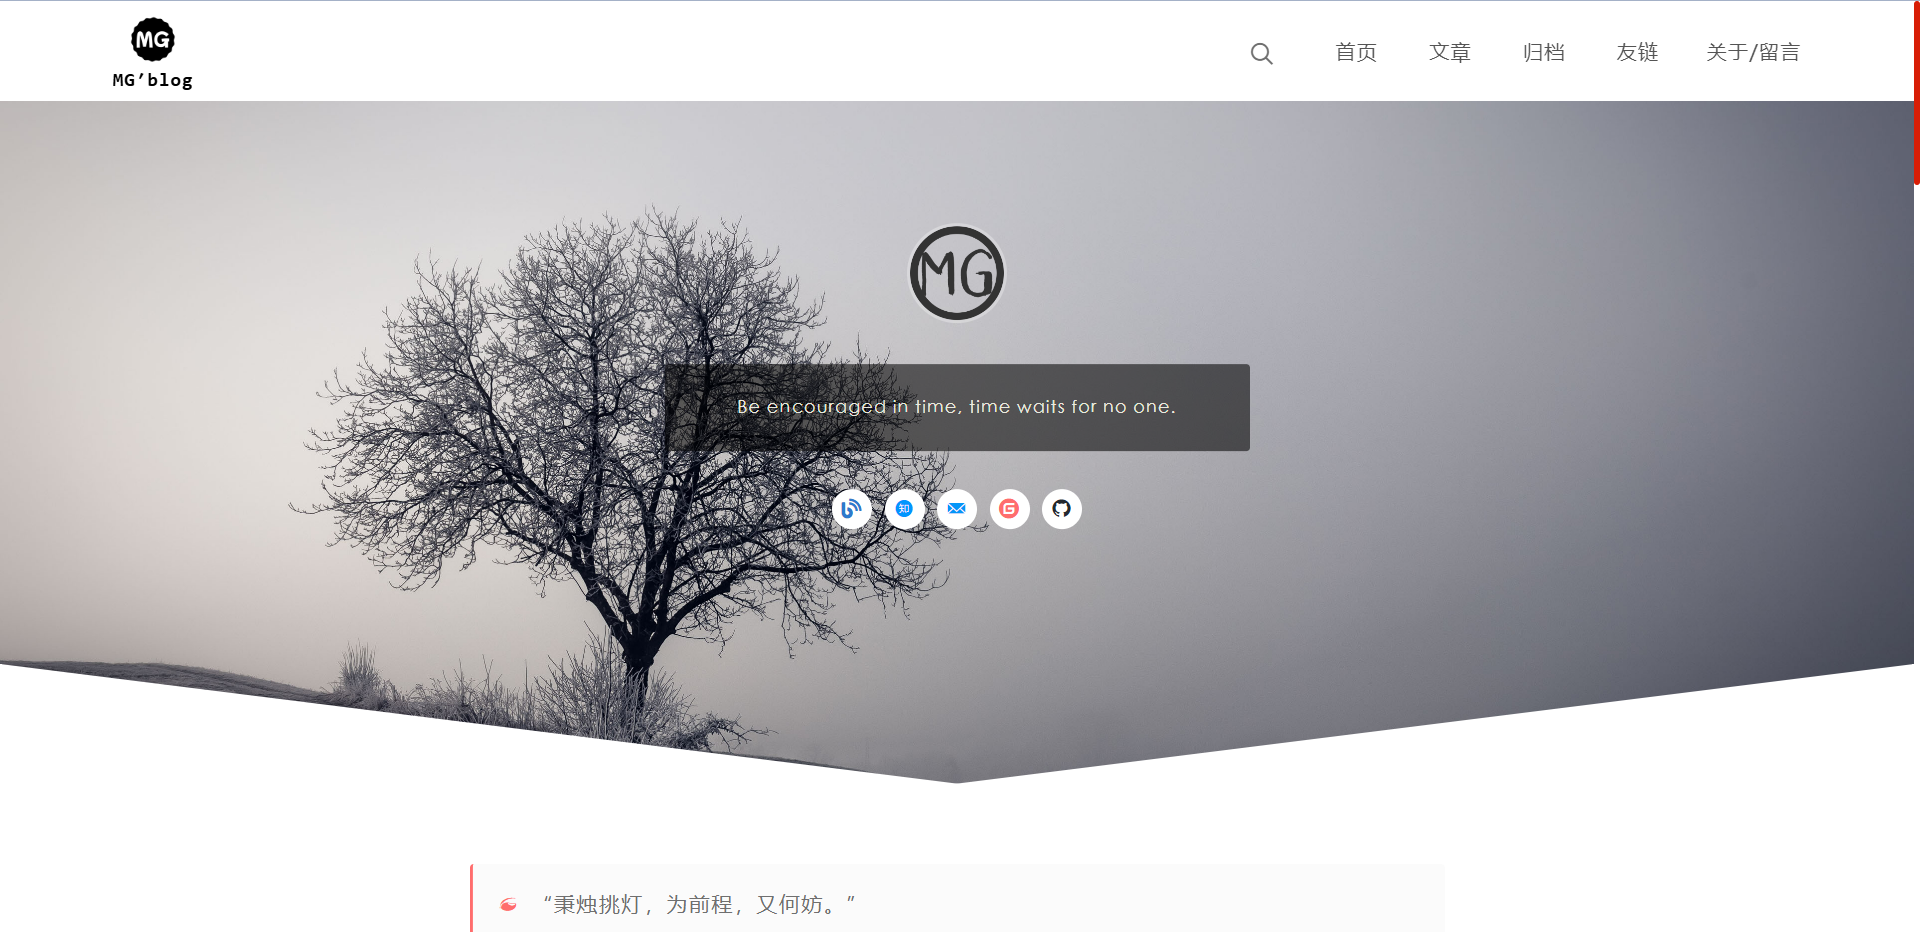 MG
MG’blog
首页 文章 归档 友链 关于/留言
MG
Be encouraged in time, time waits for no one.
知
G
“秉烛挑灯，为前程，又何妨。”